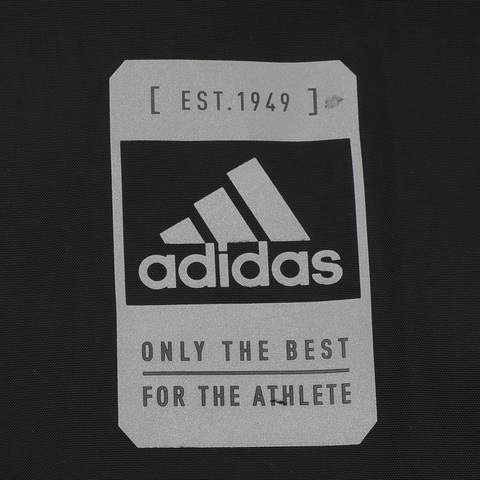 [ EST.1949 ]
adidas
ONLY THE BEST
FOR THE ATHLETE